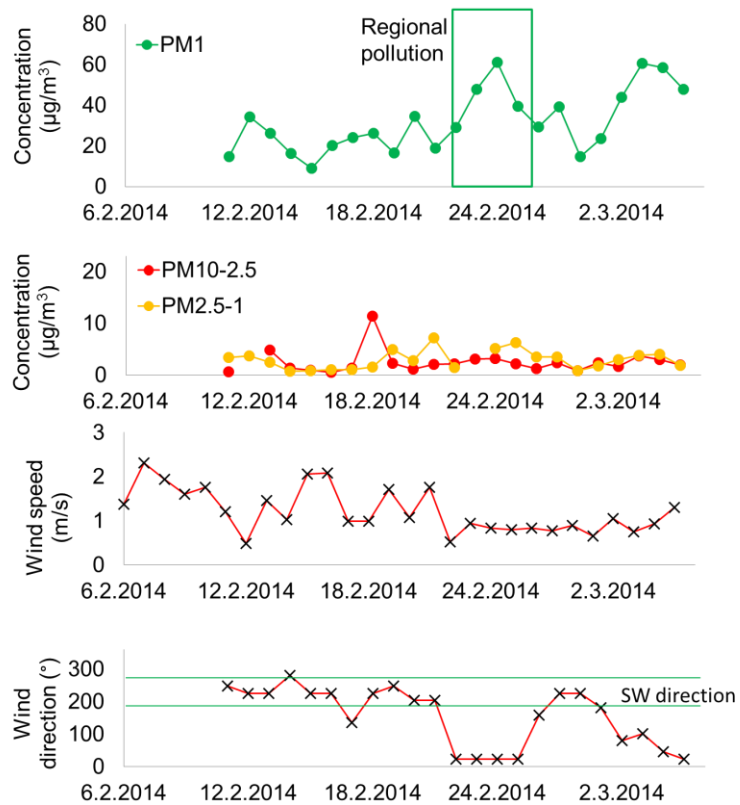 80
60
40
20
0
Concentration
(µg/m³)
PM1
Regional
pollution
6.2.2014 12.2.2014 18.2.2014 24.2.2014 2.3.2014
20
10
0
Concentration
(µg/m³)
PM10-2.5
PM2.5-1
6.2.2014 12.2.2014 18.2.2014 24.2.2014 2.3.2014
3
2
1
0
Wind speed
(m/s)
6.2.2014 12.2.2014 18.2.2014 24.2.2014 2.3.2014
300
200
100
0
Wind
direction (°)
SW direction
6.2.2014 12.2.2014 18.2.2014 24.2.2014 2.3.2014